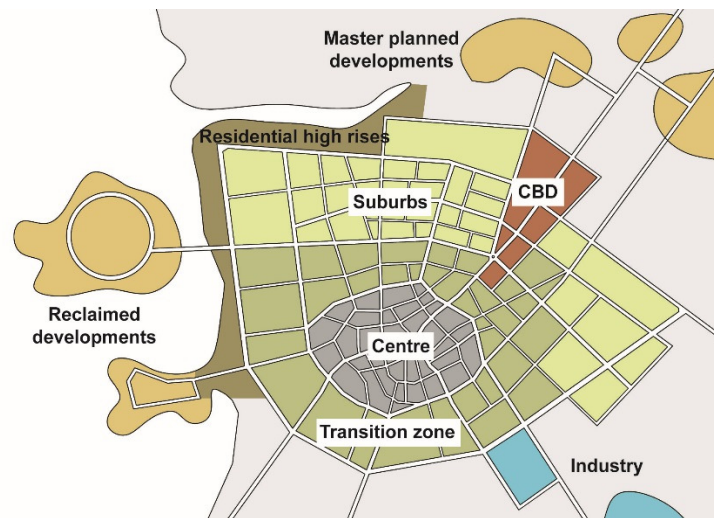 Master planned
developments
Residential high rises
Suburbs
CBD
Reclaimed
developments
Centre
Transition zone
Industry